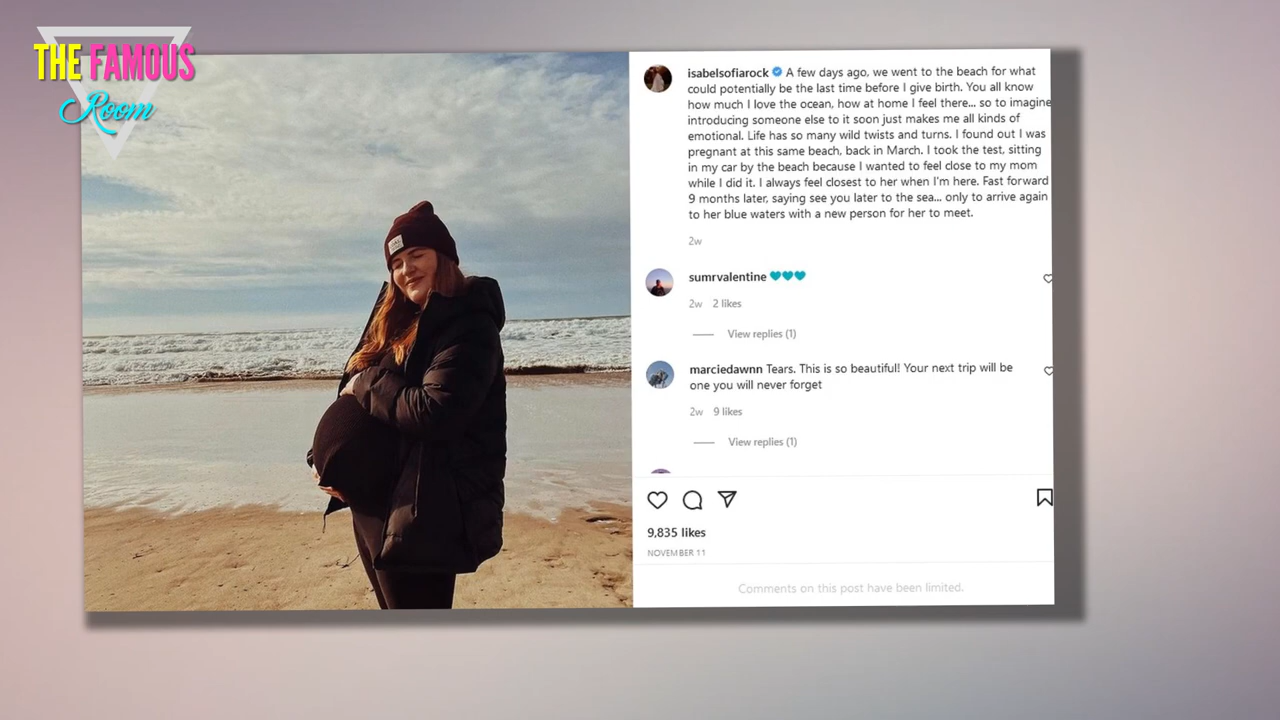 THE FAMOUS
Room
isabelsofiarock A few days ago, we went to the beach for what
could potentially be the last time before I give birth. You all know
how much I love the ocean, how at home I feel there... so to imagine
introducing someone else to it soon just makes me all kinds of
emotional. Life has so many wild twists and turns. I found out I was
pregnant at this same beach, back in March. I took the test, sitting
in my car by the beach because I wanted to feel close to my mom
while I did it. I always feel closest to her when I'm here. Fast forward
9 months later, saying see you later to the sea... only to arrive again
to her blue waters with a new person for her to meet.
2w
sumrvalentine 💙💙💙
2w 2 likes
View replies (1)
marciedawnn Tears. This is so beautiful! Your next trip will be
one you will never forget
2w 9 likes
View replies (1)
9,835 likes
NOVEMBER 11
Comments on this post have been limited.